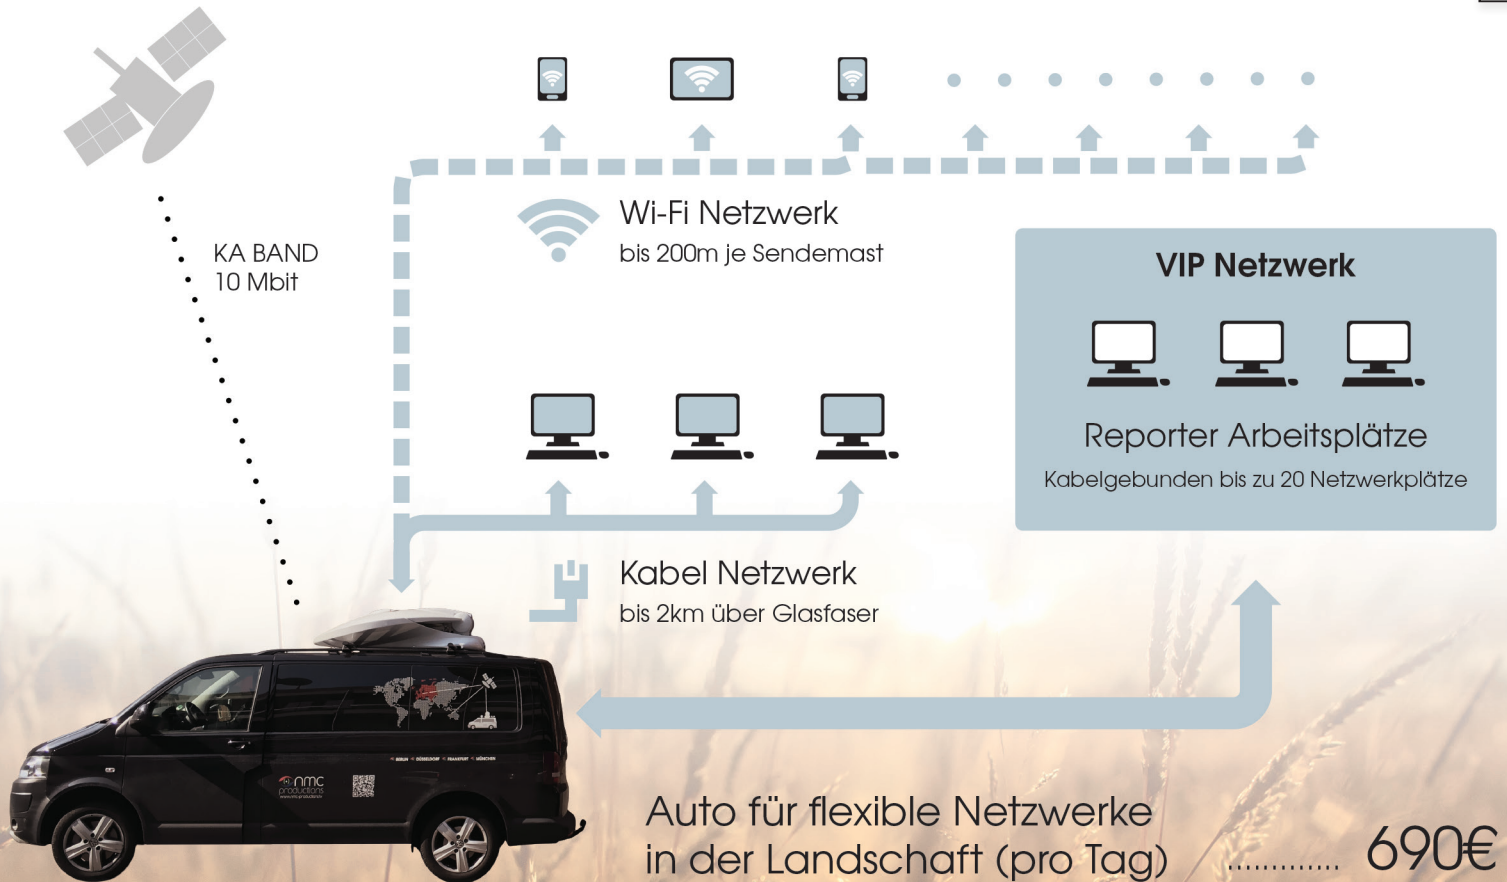 KA BAND
10 Mbit
Wi-Fi Netzwerk
bis 200m je Sendemast
VIP Netzwerk
Reporter Arbeitsplätze
Kabelgebunden bis zu 20 Netzwerkplätze
Kabel Netzwerk
bis 2km über Glasfaser
BERLIN DÜSSELDORF FRANKFURT MÜNCHEN
nmc
productions
Auto für flexible Netzwerke
in der Landschaft (pro Tag) ............. 690€